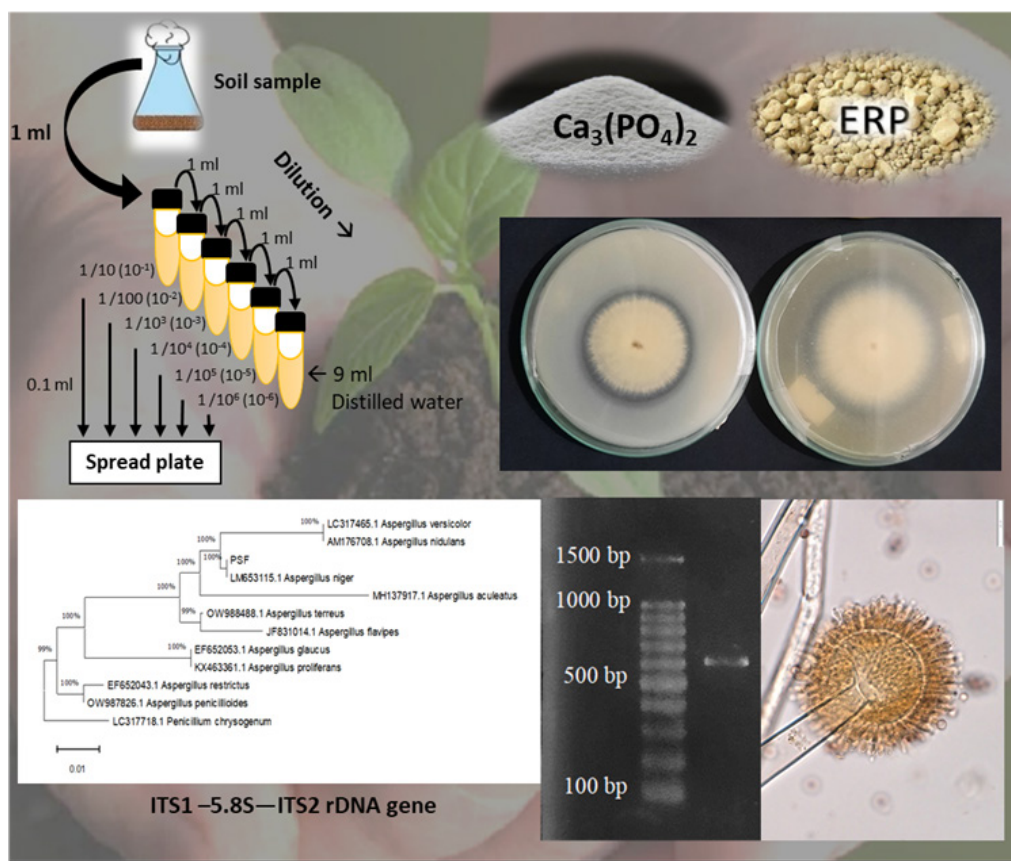 Soil sample
1 ml
1 ml
1 ml
1 ml
1 ml
1 ml
Dilution →
1 /10 (10⁻¹)
1 /100 (10⁻²)
1 /10³ (10⁻³)
1 /10⁴ (10⁻⁴)
1 /10⁵ (10⁻⁵)
1 /10⁶ (10⁻⁶)
0.1 ml
← 9 ml
Distilled water
Spread plate
Ca₃(PO₄)₂
ERP
100%
LC317465.1 Aspergillus versicolor
AM176708.1 Aspergillus nidulans
100%
100%
PSF
LM653115.1 Aspergillus niger
100%
MH137917.1 Aspergillus aculeatus
100%
99%
OW988488.1 Aspergillus terreus
JF831014.1 Aspergillus flavipes
100%
100%
EF652053.1 Aspergillus glaucus
KX463361.1 Aspergillus proliferans
99%
100%
EF652043.1 Aspergillus restrictus
OW987826.1 Aspergillus penicillioides
LC317718.1 Penicillium chrysogenum
0.01
ITS1 –5.8S—ITS2 rDNA gene
1500 bp
1000 bp
500 bp
100 bp